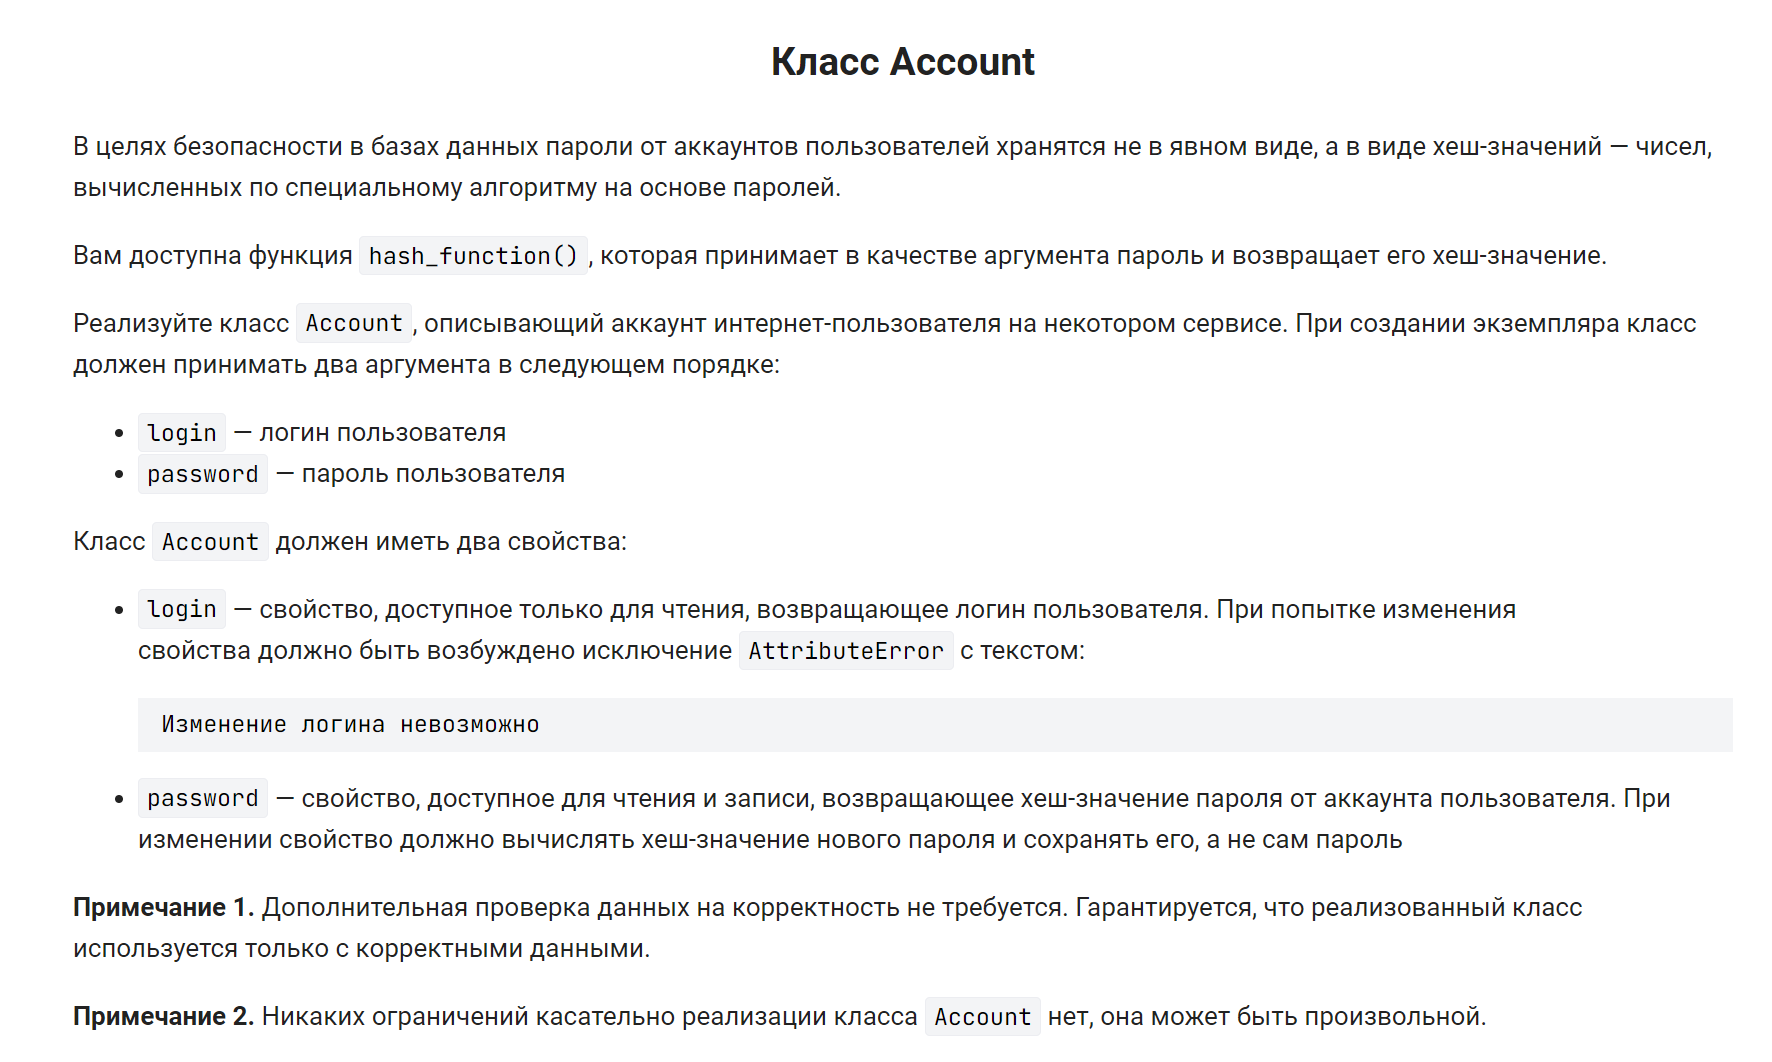 Класс Account
В целях безопасности в базах данных пароли от аккаунтов пользователей хранятся не в явном виде, а в виде хеш-значений — чисел,
вычисленных по специальному алгоритму на основе паролей.
Вам доступна функция hash_function(), которая принимает в качестве аргумента пароль и возвращает его хеш-значение.
Реализуйте класс Account, описывающий аккаунт интернет-пользователя на некотором сервисе. При создании экземпляра класс
должен принимать два аргумента в следующем порядке:
• login — логин пользователя
• password — пароль пользователя
Класс Account должен иметь два свойства:
• login — свойство, доступное только для чтения, возвращающее логин пользователя. При попытке изменения
свойства должно быть возбуждено исключение AttributeError с текстом:
Изменение логина невозможно
• password — свойство, доступное для чтения и записи, возвращающее хеш-значение пароля от аккаунта пользователя. При
изменении свойство должно вычислять хеш-значение нового пароля и сохранять его, а не сам пароль
Примечание 1. Дополнительная проверка данных на корректность не требуется. Гарантируется, что реализованный класс
используется только с корректными данными.
Примечание 2. Никаких ограничений касательно реализации класса Account нет, она может быть произвольной.